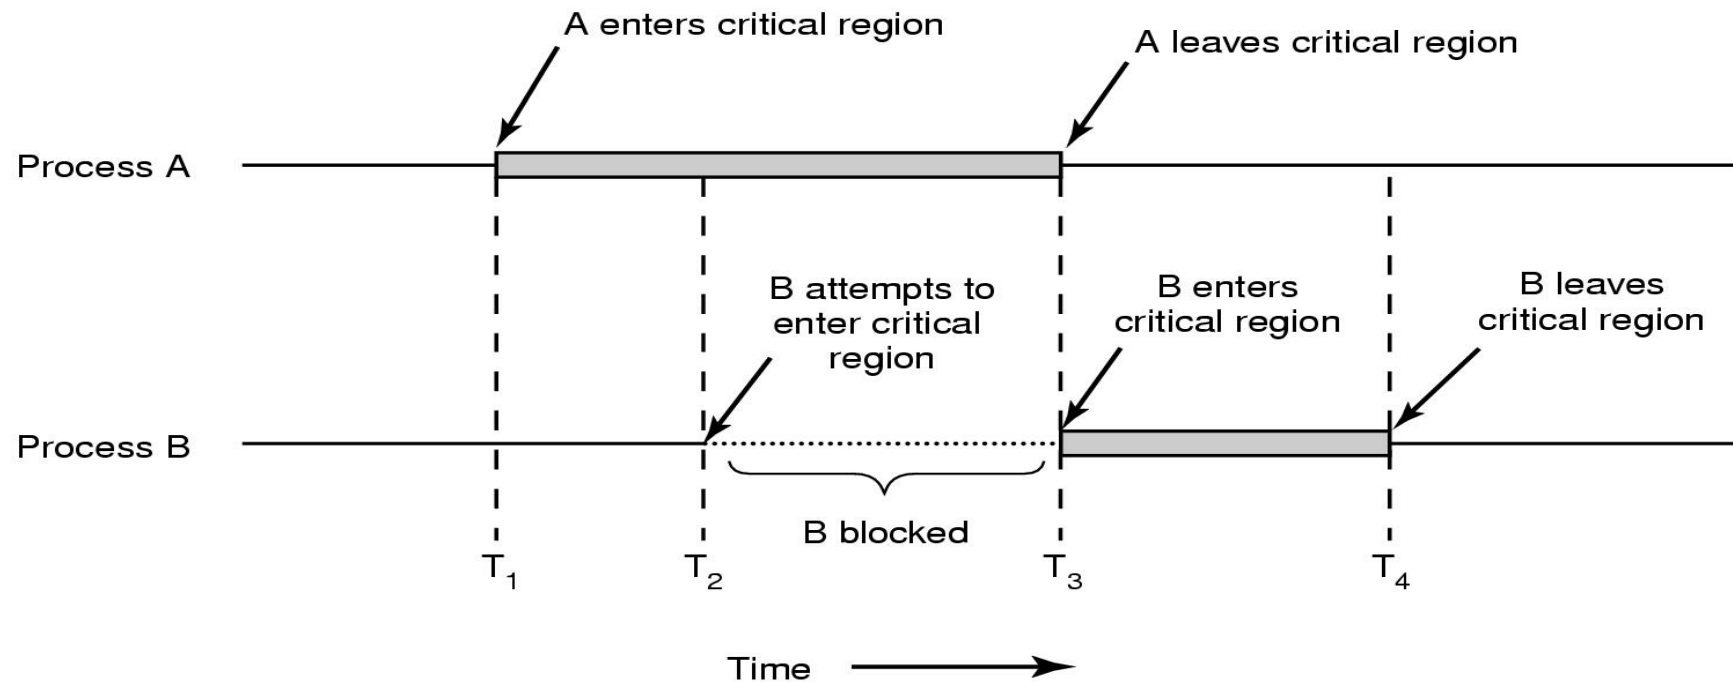 A enters critical region
A leaves critical region
Process A
B attempts to
enter critical
region
B enters
critical region
B leaves
critical region
Process B
B blocked
T1
T2
T3
T4
Time